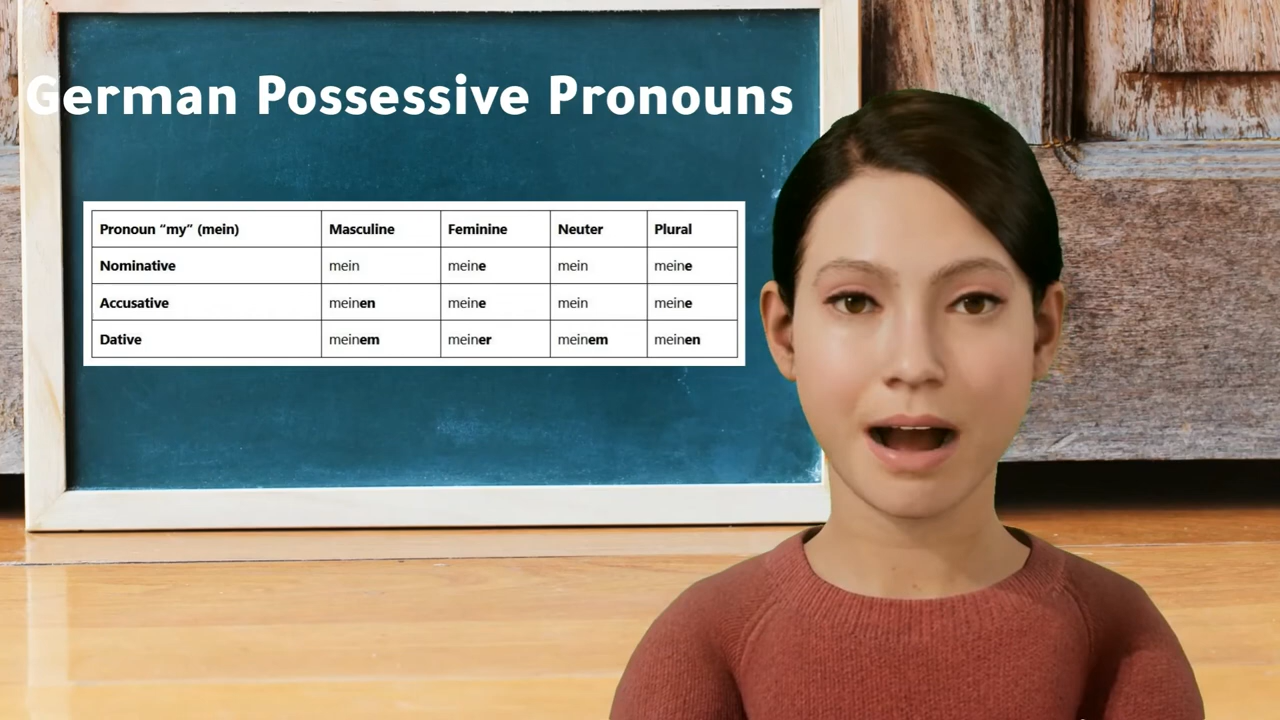 German Possessive Pronouns
Pronoun “my” (mein) Masculine Feminine Neuter Plural
Nominative mein meine mein meine
Accusative meinen meine mein meine
Dative meinem meiner meinem meinen